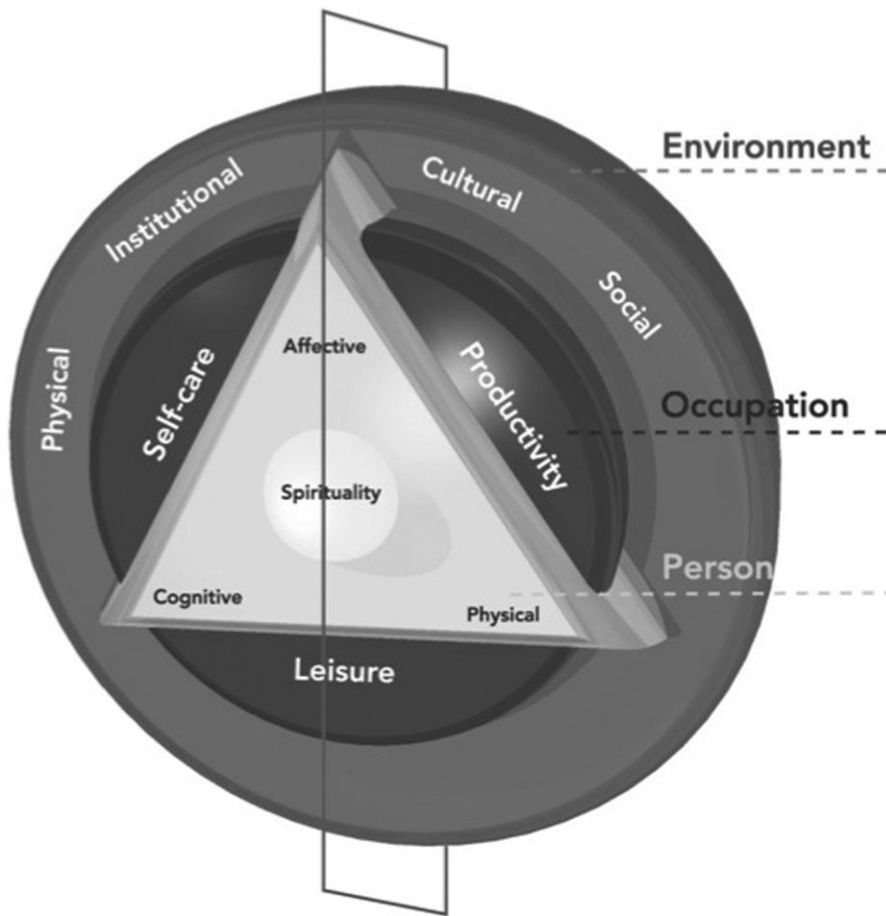 Environment
Cultural
Institutional
Social
Physical
Affective
Self-care
Productivity
Occupation
Spirituality
Person
Cognitive
Physical
Leisure